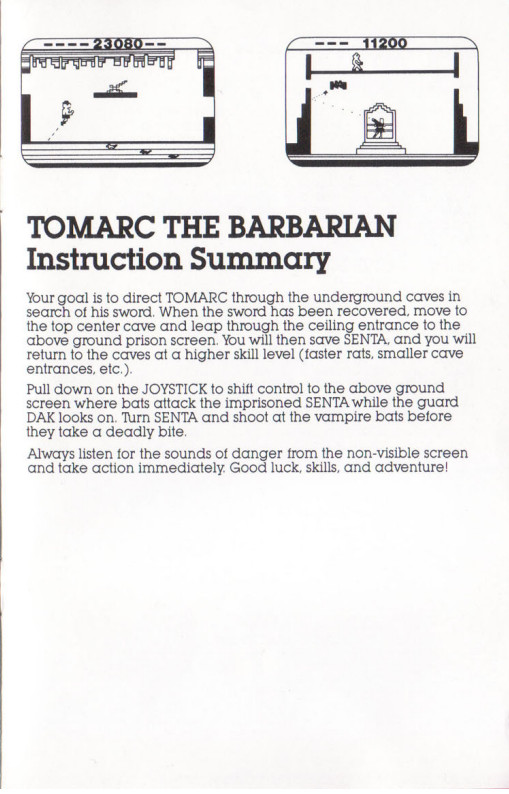 ---- 23080--
--- 11200
TOMARC THE BARBARIAN
Instruction Summary
Your goal is to direct TOMARC through the underground caves in
search of his sword. When the sword has been recovered, move to
the top center cave and leap through the ceiling entrance to the
above ground prison screen. You will then save SENTA, and you will
return to the caves at a higher skill level (faster rats, smaller cave
entrances, etc.).
Pull down on the JOYSTICK to shift control to the above ground
screen where bats attack the imprisoned SENTA while the guard
DAK looks on. Turn SENTA and shoot at the vampire bats before
they take a deadly bite.
Always listen for the sounds of danger from the non-visible screen
and take action immediately. Good luck, skills, and adventure!